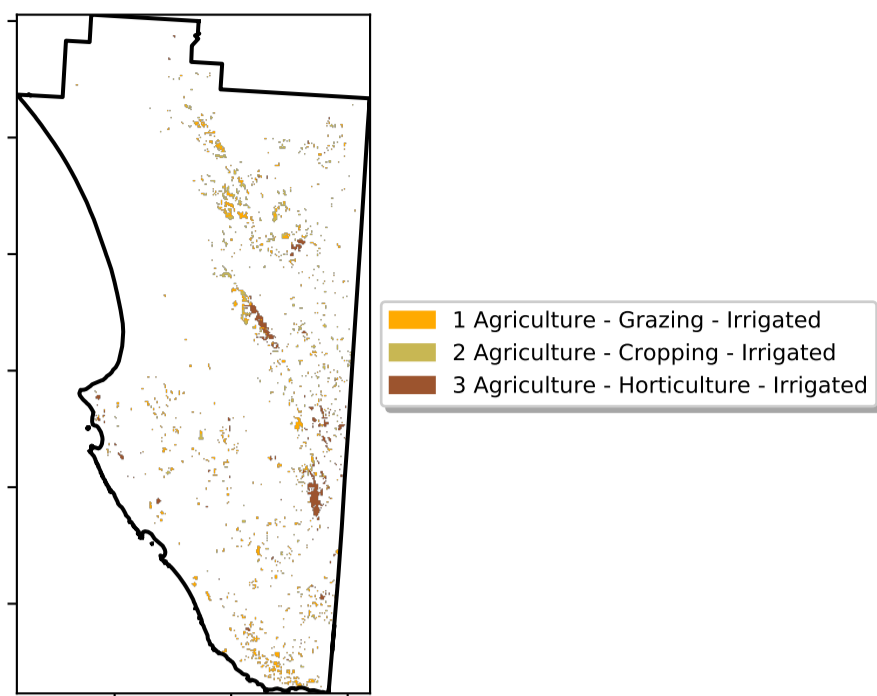 1 Agriculture - Grazing - Irrigated
2 Agriculture - Cropping - Irrigated
3 Agriculture - Horticulture - Irrigated